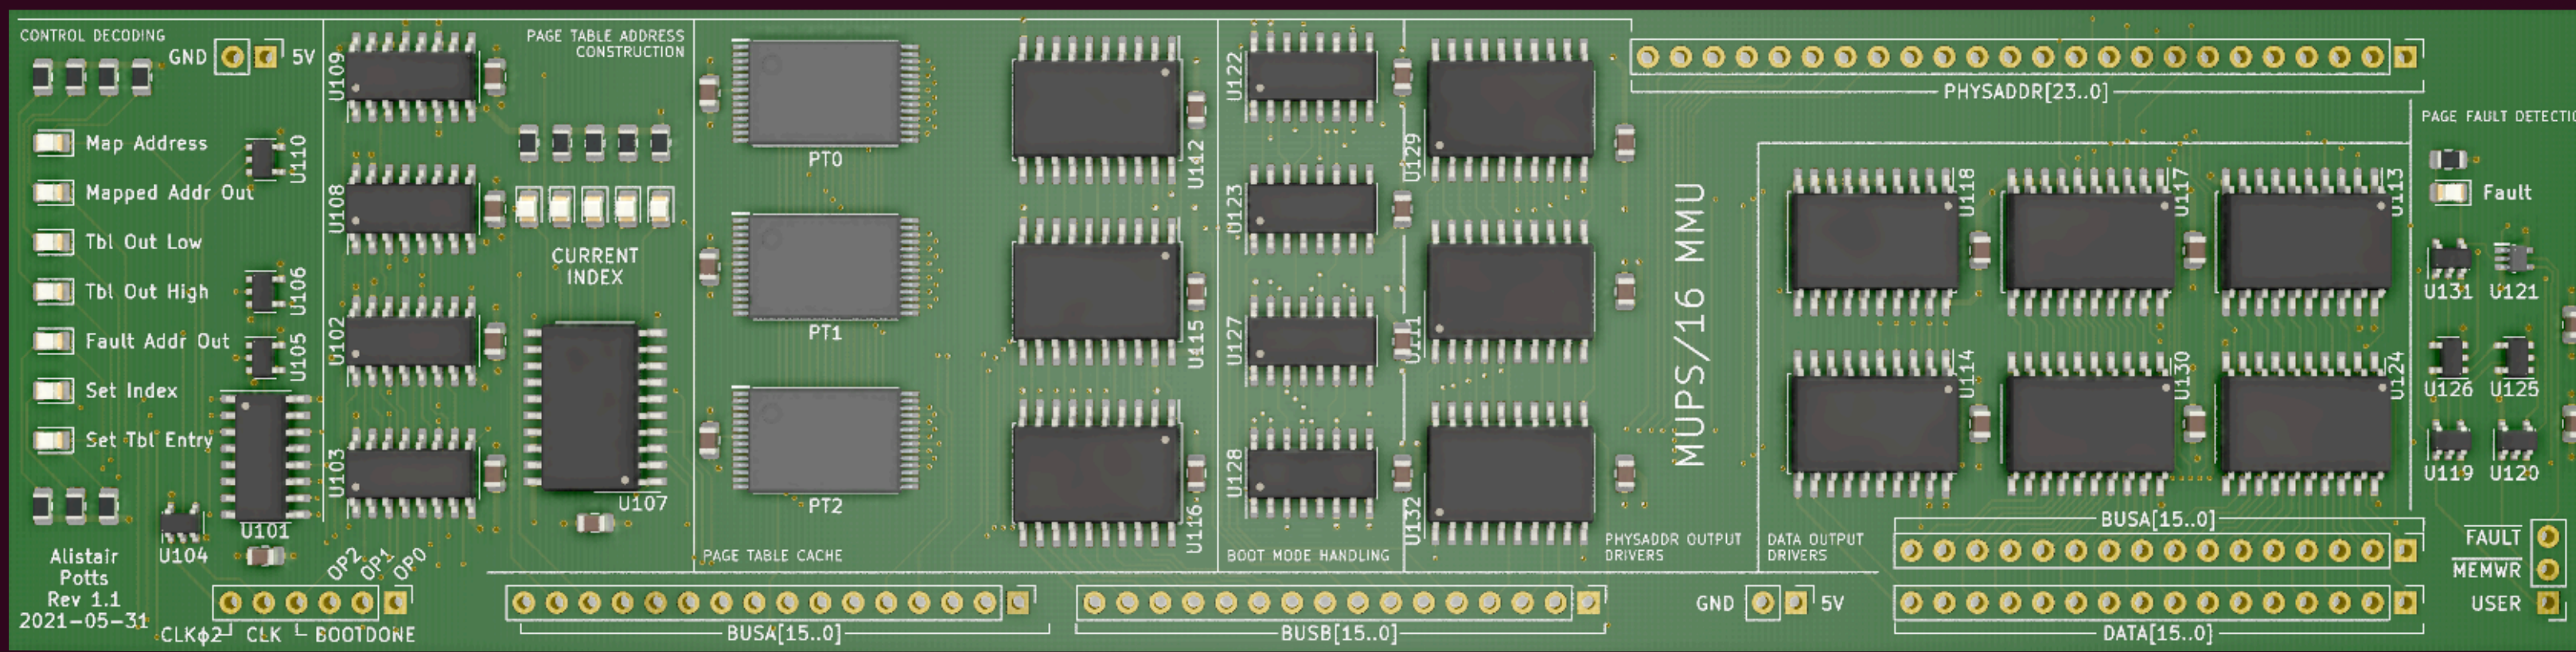 CONTROL DECODING
GND
5V
Map Address
Mapped Addr Out
Tbl Out Low
Tbl Out High
Fault Addr Out
Set Index
Set Tbl Entry
U110
U106
U105
U101
U104
Alistair
Potts
Rev 1.1
2021-05-31
CLKϕ2
CLK
BOOTDONE
OP2
OP1
OP0
U109
U108
U102
U103
PAGE TABLE ADDRESS
CONSTRUCTION
CURRENT
INDEX
U107
PT0
PT1
PT2
PAGE TABLE CACHE
U112
U115
U116
BUSA[15..0]
U122
U123
U127
U128
BOOT MODE HANDLING
U129
U111
U132
BUSB[15..0]
PHYSADDR OUTPUT
DRIVERS
MUPS/16 MMU
PHYSADDR[23..0]
U118
U117
U113
U114
U130
U124
DATA OUTPUT
DRIVERS
GND
5V
BUSA[15..0]
DATA[15..0]
PAGE FAULT DETECTIO
Fault
U131
U121
U126
U125
U119
U120
FAULT
MEMWR
USER